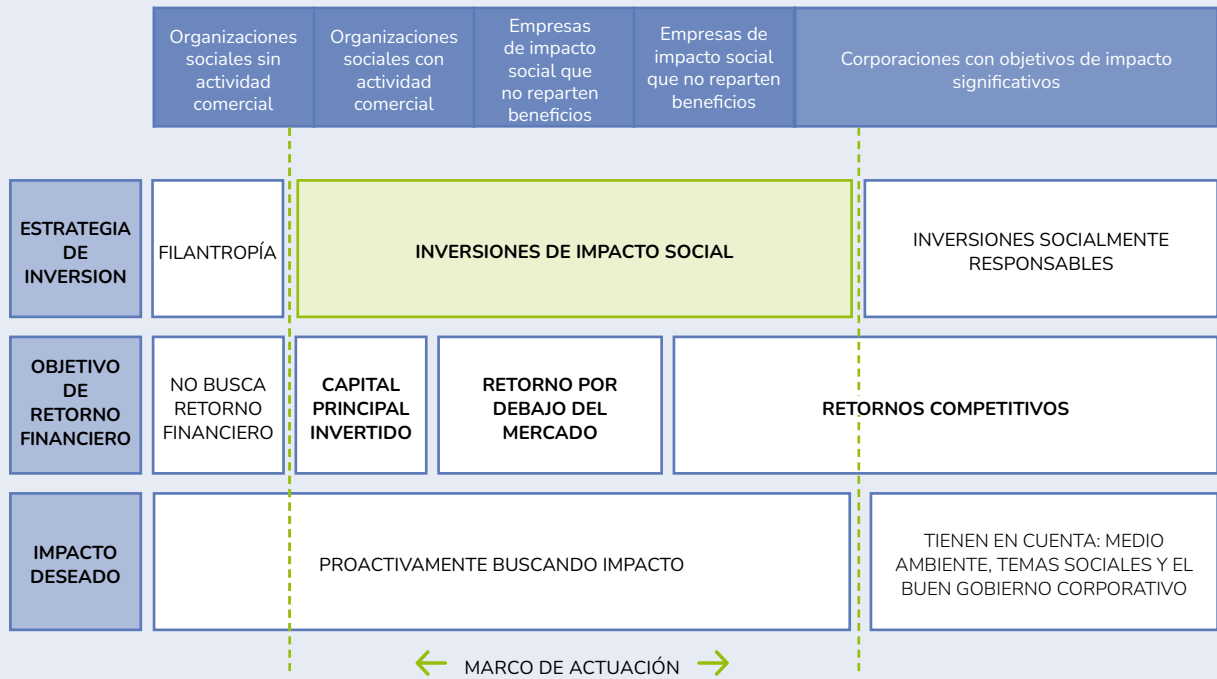 Organizaciones
sociales sin
actividad
comercial
Organizaciones
sociales con
actividad
comercial
Empresas
de impacto
social que
no reparten
beneficios
Empresas de
impacto social
que no reparten
beneficios
Corporaciones con objetivos de impacto
significativos
ESTRATEGIA
DE
INVERSION
FILANTROPÍA
INVERSIONES DE IMPACTO SOCIAL
INVERSIONES SOCIALMENTE
RESPONSABLES
OBJETIVO
DE
RETORNO
FINANCIERO
NO BUSCA
RETORNO
FINANCIERO
CAPITAL
PRINCIPAL
INVERTIDO
RETORNO POR
DEBAJO DEL
MERCADO
RETORNOS COMPETITIVOS
IMPACTO
DESEADO
PROACTIVAMENTE BUSCANDO IMPACTO
TIENEN EN CUENTA: MEDIO
AMBIENTE, TEMAS SOCIALES Y EL
BUEN GOBIERNO CORPORATIVO
MARCO DE ACTUACIÓN